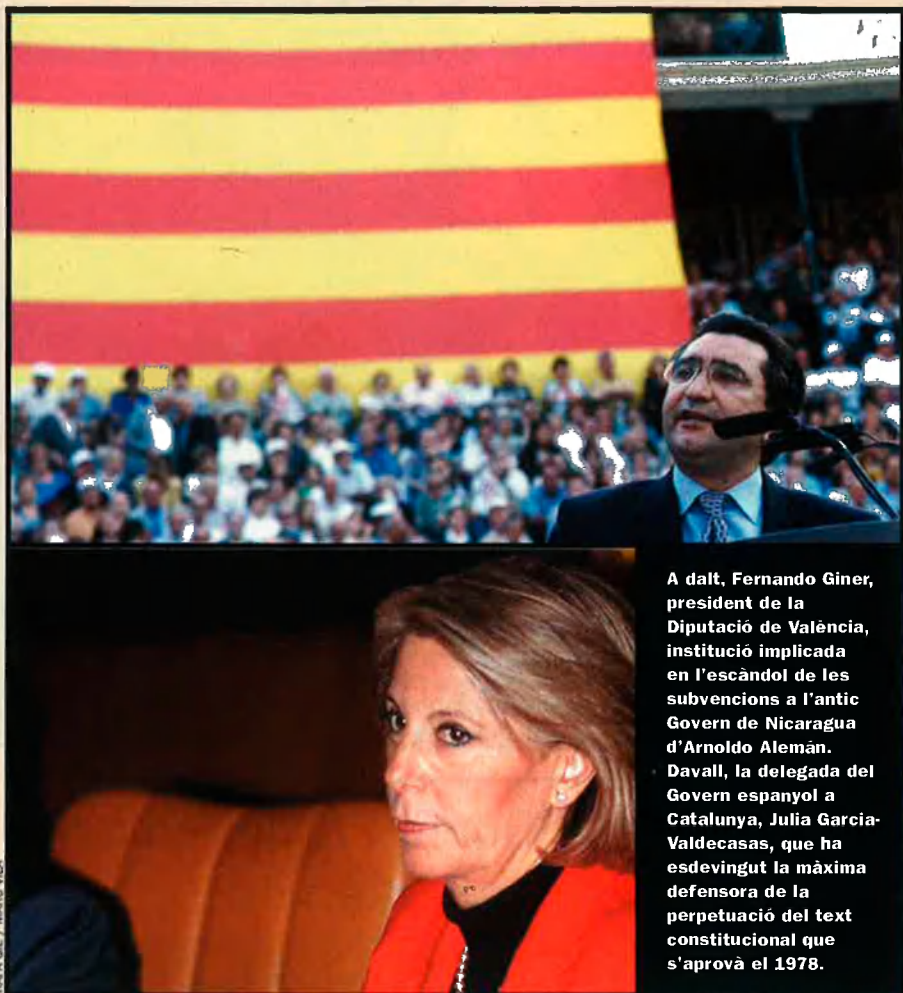 A dalt, Fernando Giner,
president de la
Diputació de València,
institució implicada
en l'escàndol de les
subvencions a l'antic
Govern de Nicaragua
d'Arnoldo Alemán.
Davall, la delegada del
Govern espanyol a
Catalunya, Julia Garcia-
Valdecasas, que ha
esdevingut la màxima
defensora de la
perpetuació del text
constitucional que
s'aprovà el 1978.